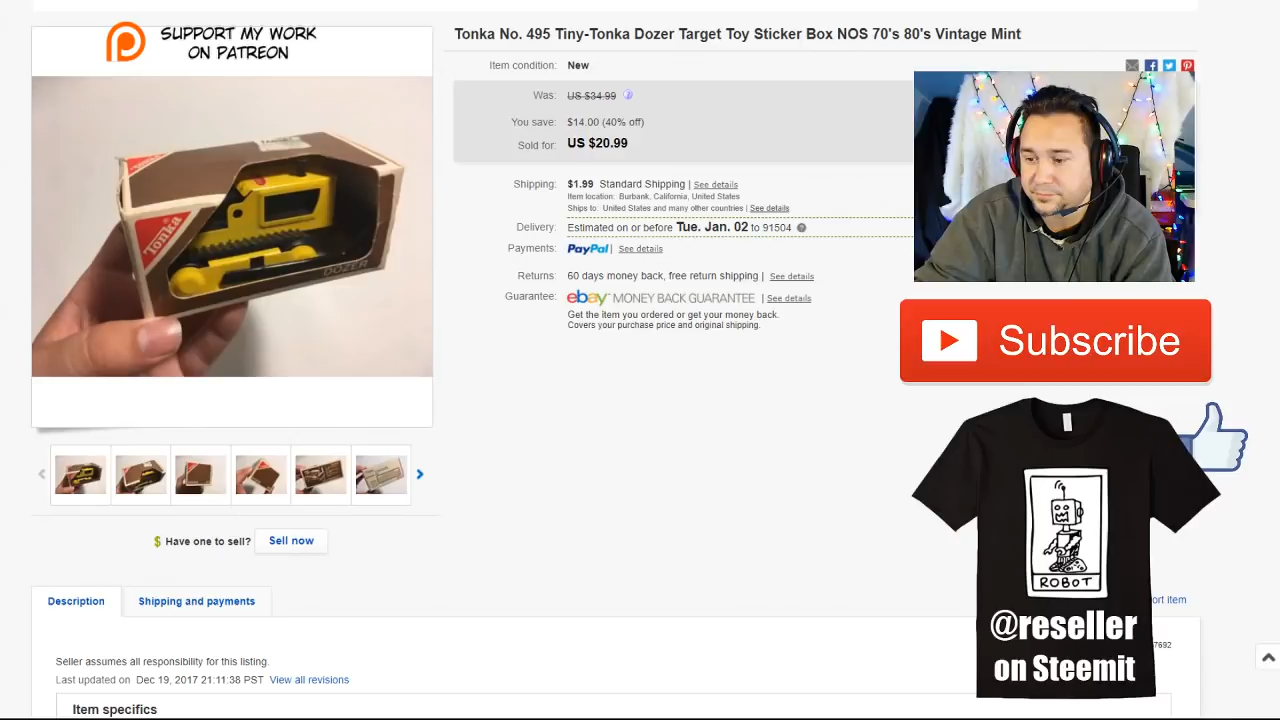 SUPPORT MY WORK
ON PATREON
Tonka
DOZER
Have one to sell? Sell now
Tonka No. 495 Tiny-Tonka Dozer Target Toy Sticker Box NOS 70's 80's Vintage Mint
Item condition: New
Was: US $34.99
You save: $14.00 (40% off)
Sold for: US $20.99
Shipping: $1.99 Standard Shipping | See details
Item location: Burbank, California, United States
Ships to: United States and many other countries | See details
Delivery: Estimated on or before Tue. Jan. 02 to 91504
Payments: PayPal | See details
Returns: 60 days money back, free return shipping | See details
Guarantee: ebay MONEY BACK GUARANTEE | See details
Get the item you ordered or get your money back.
Covers your purchase price and original shipping.
Subscribe
ROBOT
@reseller
on Steemit
Description Shipping and payments
ort item
7692
Seller assumes all responsibility for this listing.
Last updated on Dec 19, 2017 21:11:38 PST View all revisions
Item specifics